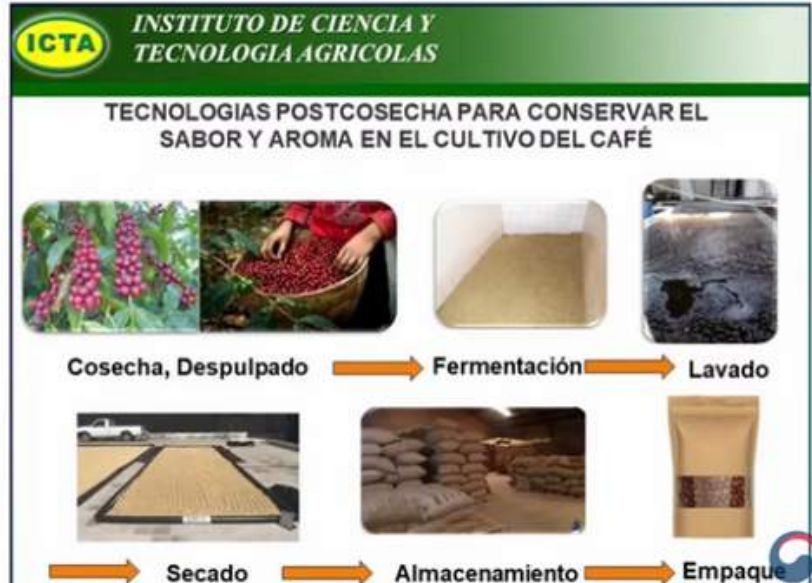 ICTA
INSTITUTO DE CIENCIA Y
TECNOLOGIA AGRICOLAS
TECNOLOGIAS POSTCOSECHA PARA CONSERVAR EL
SABOR Y AROMA EN EL CULTIVO DEL CAFÉ
Cosecha, Despulpado
Fermentación
Lavado
Secado
Almacenamiento
Empaque